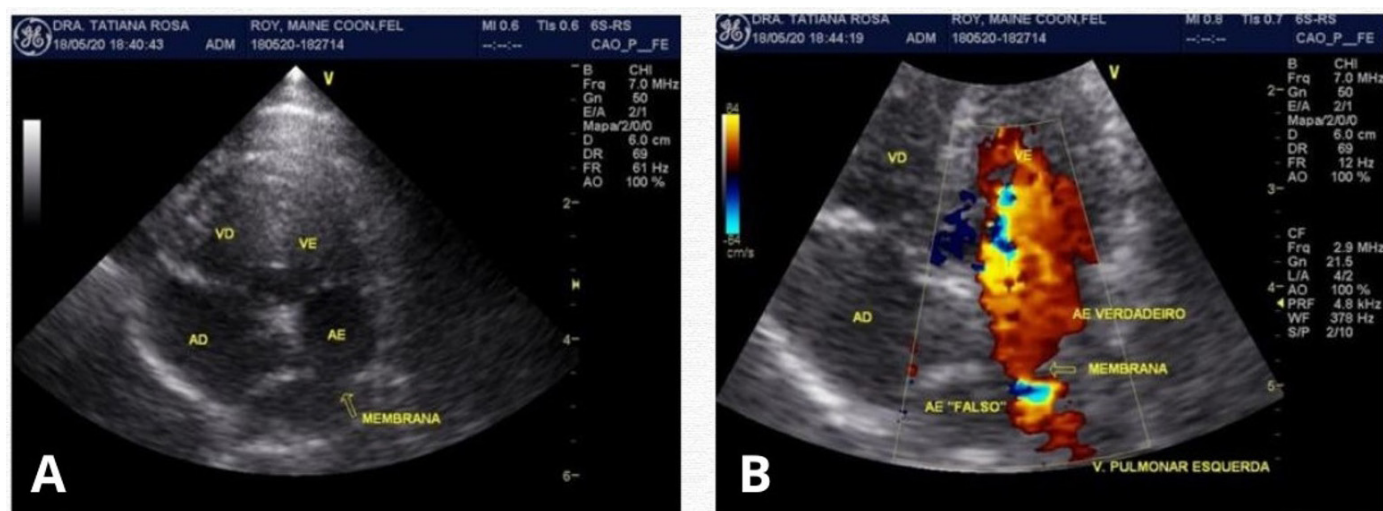 DRA. TATIANA ROSA
ROY, MAINE COON,FEL
MI 0.6
Tls 0.6
6S-RS
18/05/20 18:40:43
ADM
180520-182714
--:--:--
CAO_P__FE
V
B CHI
Frq 7.0 MHz
Gn 50
E/A 2/1
Mapa/2/0/0
D 6.0 cm
DR 69
FR 61 Hz
AO 100 %
2-
4-
6-
VD
VE
AD
AE
MEMBRANA
A
DRA. TATIANA ROSA
ROY, MAINE COON,FEL
MI 0.8
Tls 0.7
6S-RS
18/05/20 18:44:19
ADM
180520-182714
--:--:--
CAO_P__FE
V
84
-84
cm/s
B CHI
Frq 7.0 MHz
Gn 50
E/A 2/1
Mapa/2/0/0
D 6.0 cm
DR 69
FR 12 Hz
AO 100 %
CF
Frq 2.9 MHz
Gn 21.5
L/A 4/2
AO 100 %
PRF 4.8 kHz
WF 378 Hz
S/P 2/10
2-
3-
4-
5-
VD
VE
AD
AE VERDADEIRO
MEMBRANA
AE "FALSO"
V. PULMONAR ESQUERDA
B